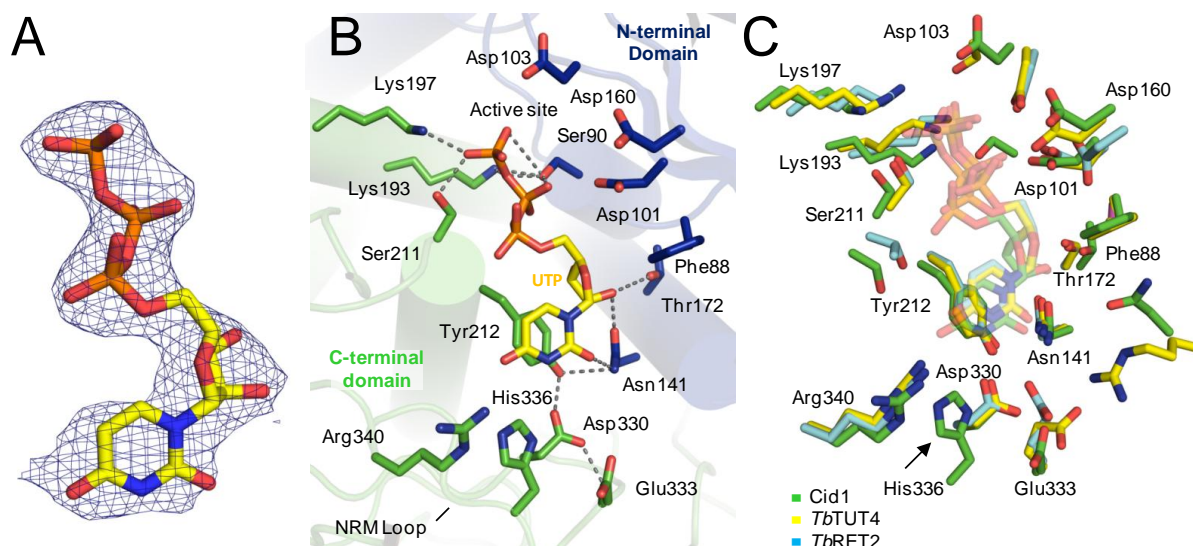 A
B
C
N-terminal
Domain
Asp103
Lys197
Asp160
Active site
Ser90
Lys193
Asp101
Ser211
Phe88
UTP
Thr172
Tyr212
C-terminal
domain
Asn141
His336
Asp330
Arg340
Glu333
NRM Loop
Asp103
Lys197
Asp160
Lys193
Asp101
Ser211
Phe88
Thr172
Tyr212
Asn141
Asp330
Arg340
His336
Glu333
Cid1
TbTUT4
TbRET2